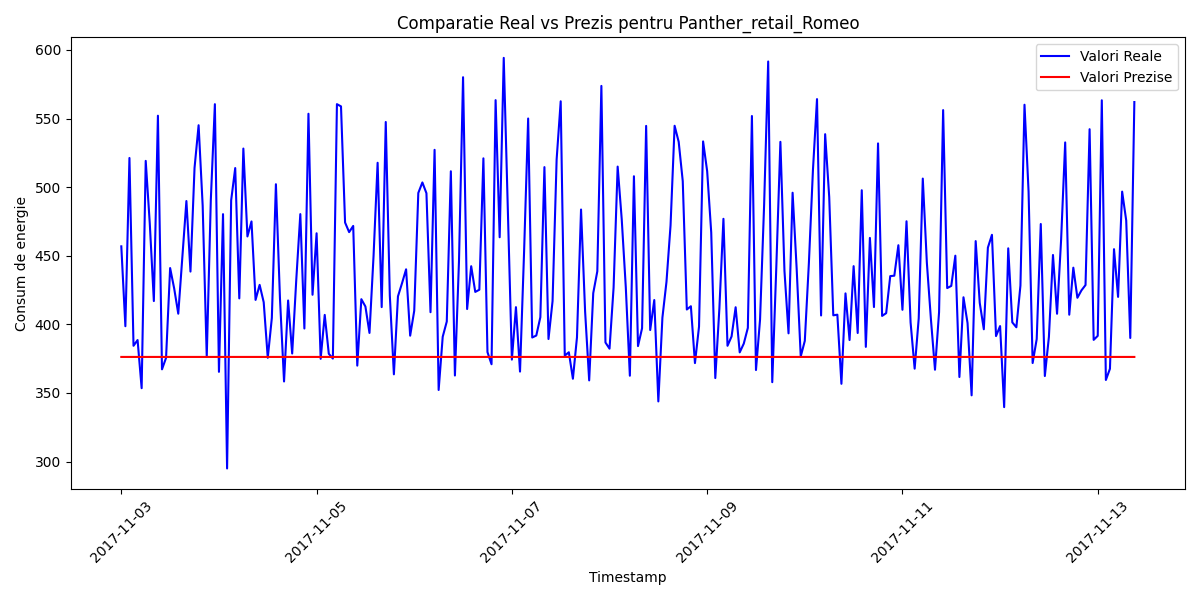 Comparatie Real vs Prezis pentru Panther_retail_Romeo
Valori Reale
Valori Prezise
Consum de energie
600
550
500
450
400
350
300
2017-11-03
2017-11-05
2017-11-07
2017-11-09
2017-11-11
2017-11-13
Timestamp